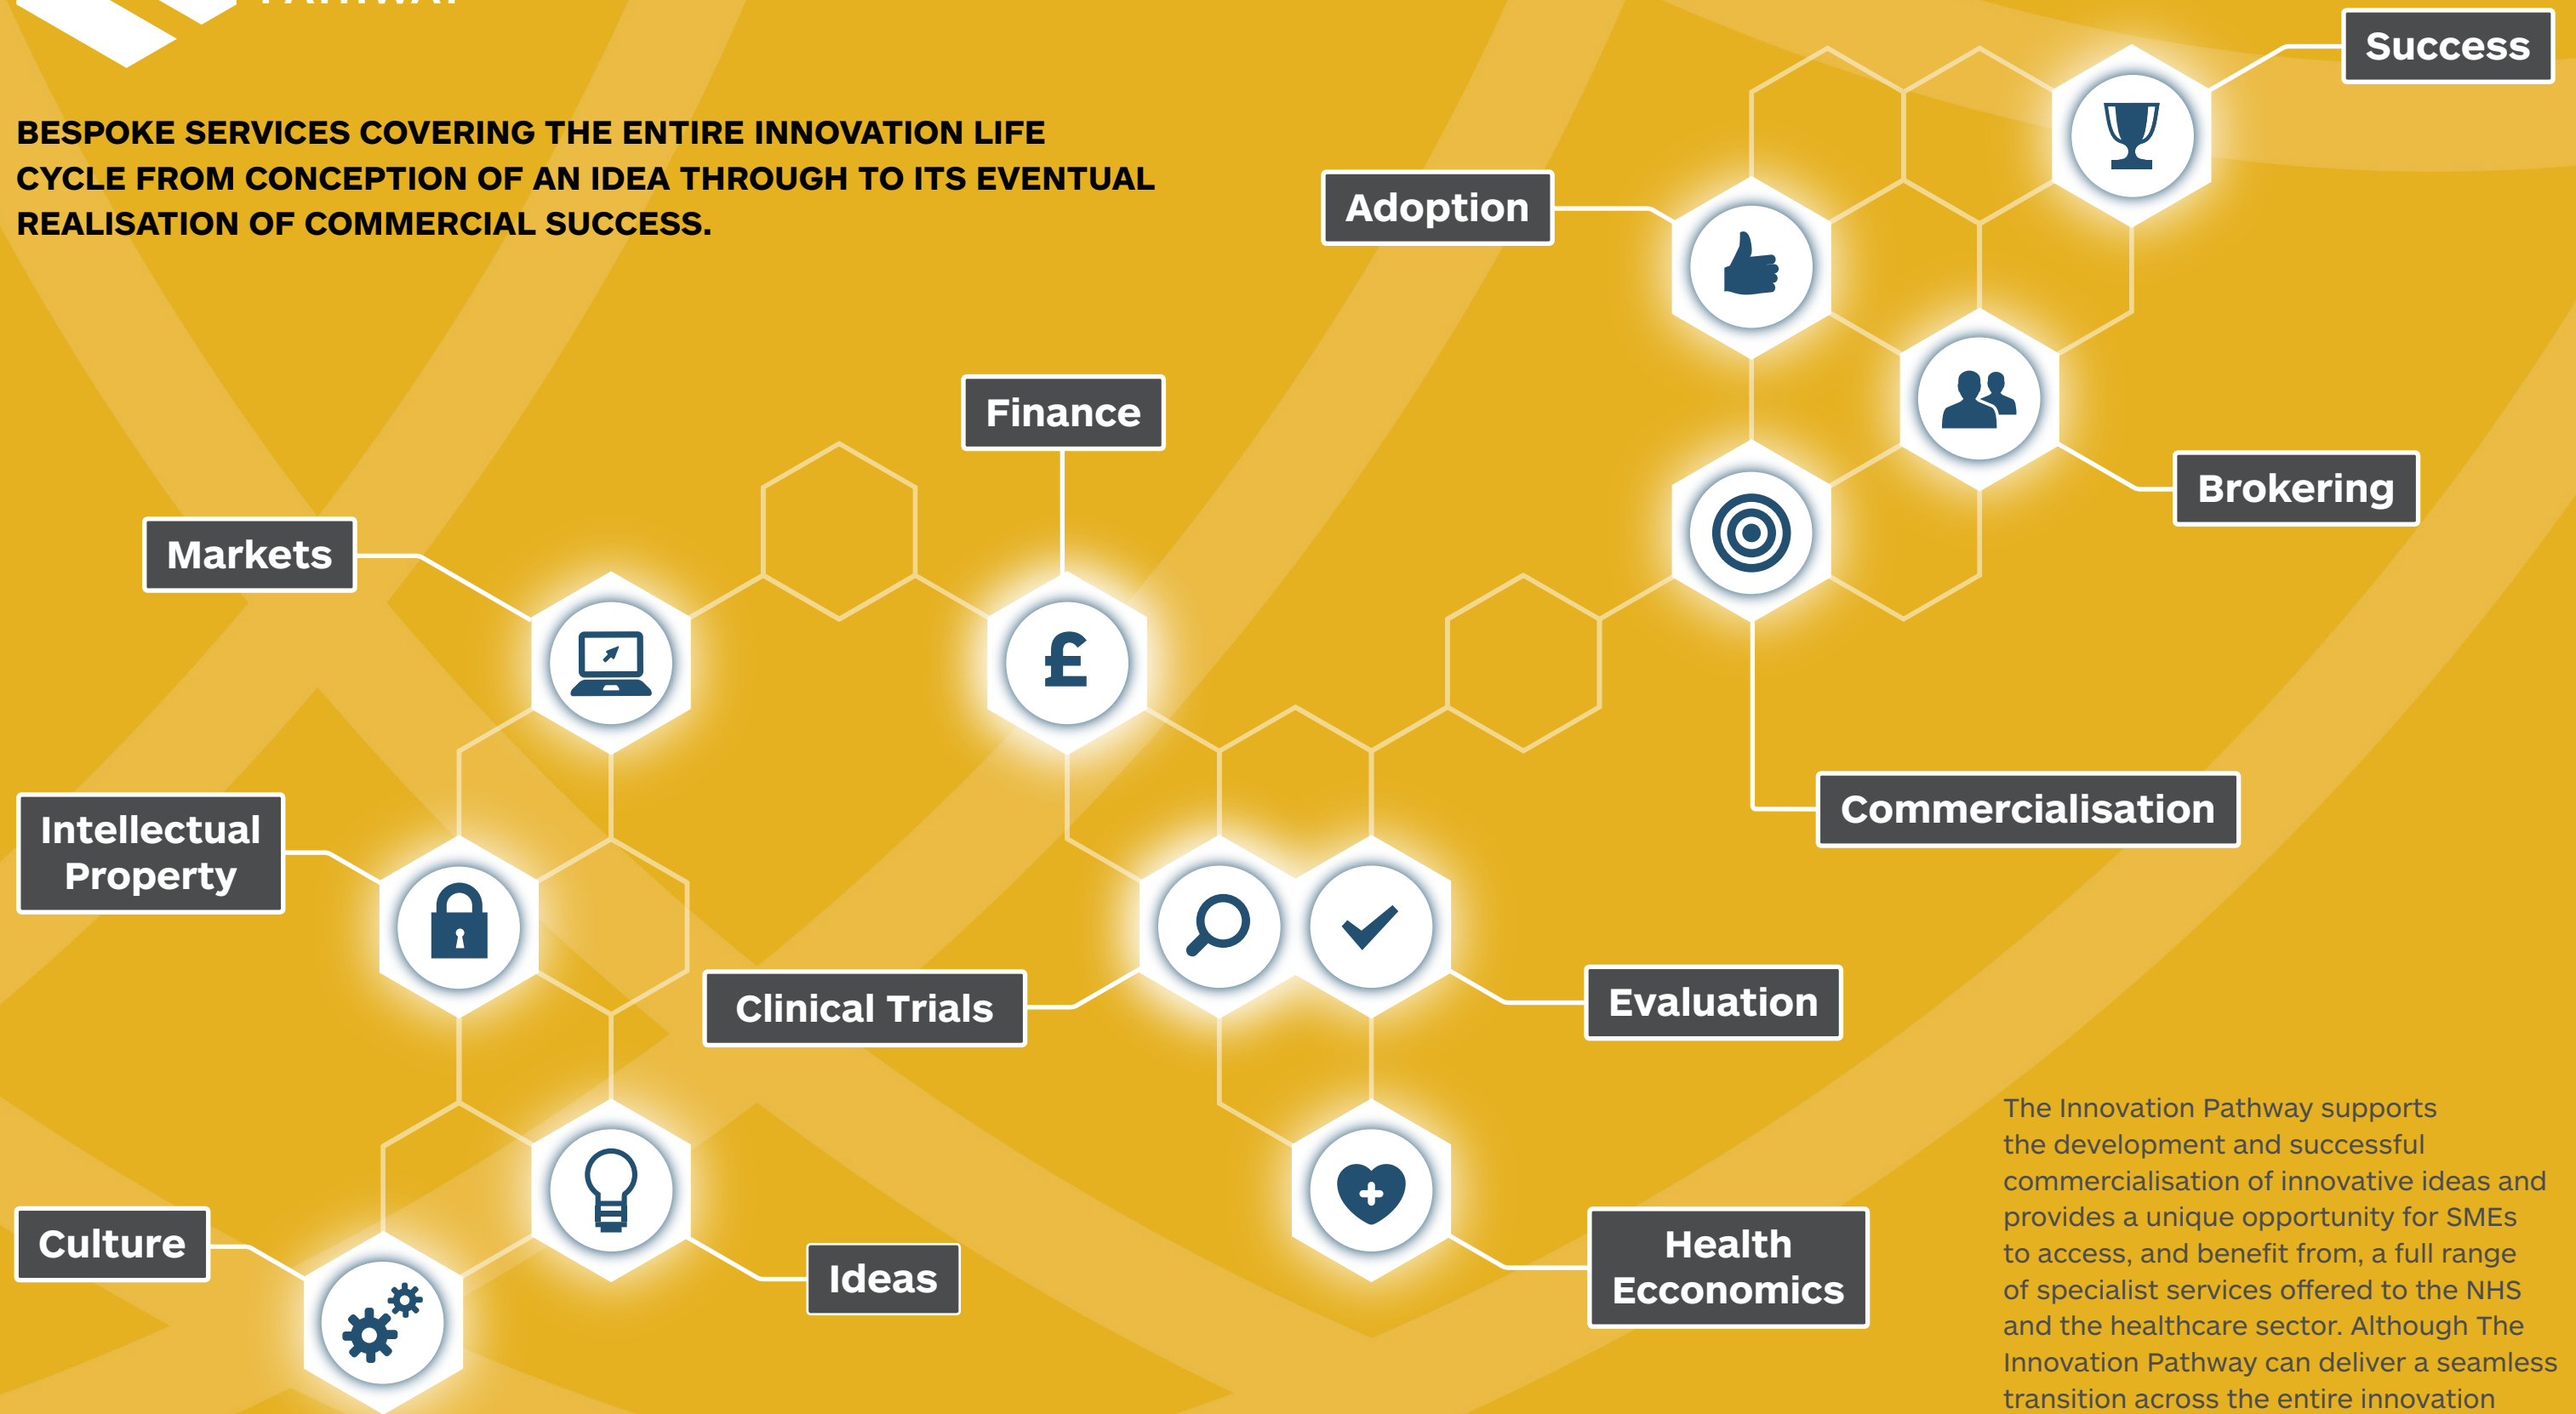 BESPOKE SERVICES COVERING THE ENTIRE INNOVATION LIFE
CYCLE FROM CONCEPTION OF AN IDEA THROUGH TO ITS EVENTUAL
REALISATION OF COMMERCIAL SUCCESS.
Success
Adoption
Finance
Brokering
Markets
Commercialisation
Intellectual
Property
Clinical Trials
Evaluation
Culture
Ideas
Health
Ecconomics
£
The Innovation Pathway supports
the development and successful
commercialisation of innovative ideas and
provides a unique opportunity for SMEs
to access, and benefit from, a full range
of specialist services offered to the NHS
and the healthcare sector. Although The
Innovation Pathway can deliver a seamless
transition across the entire innovation